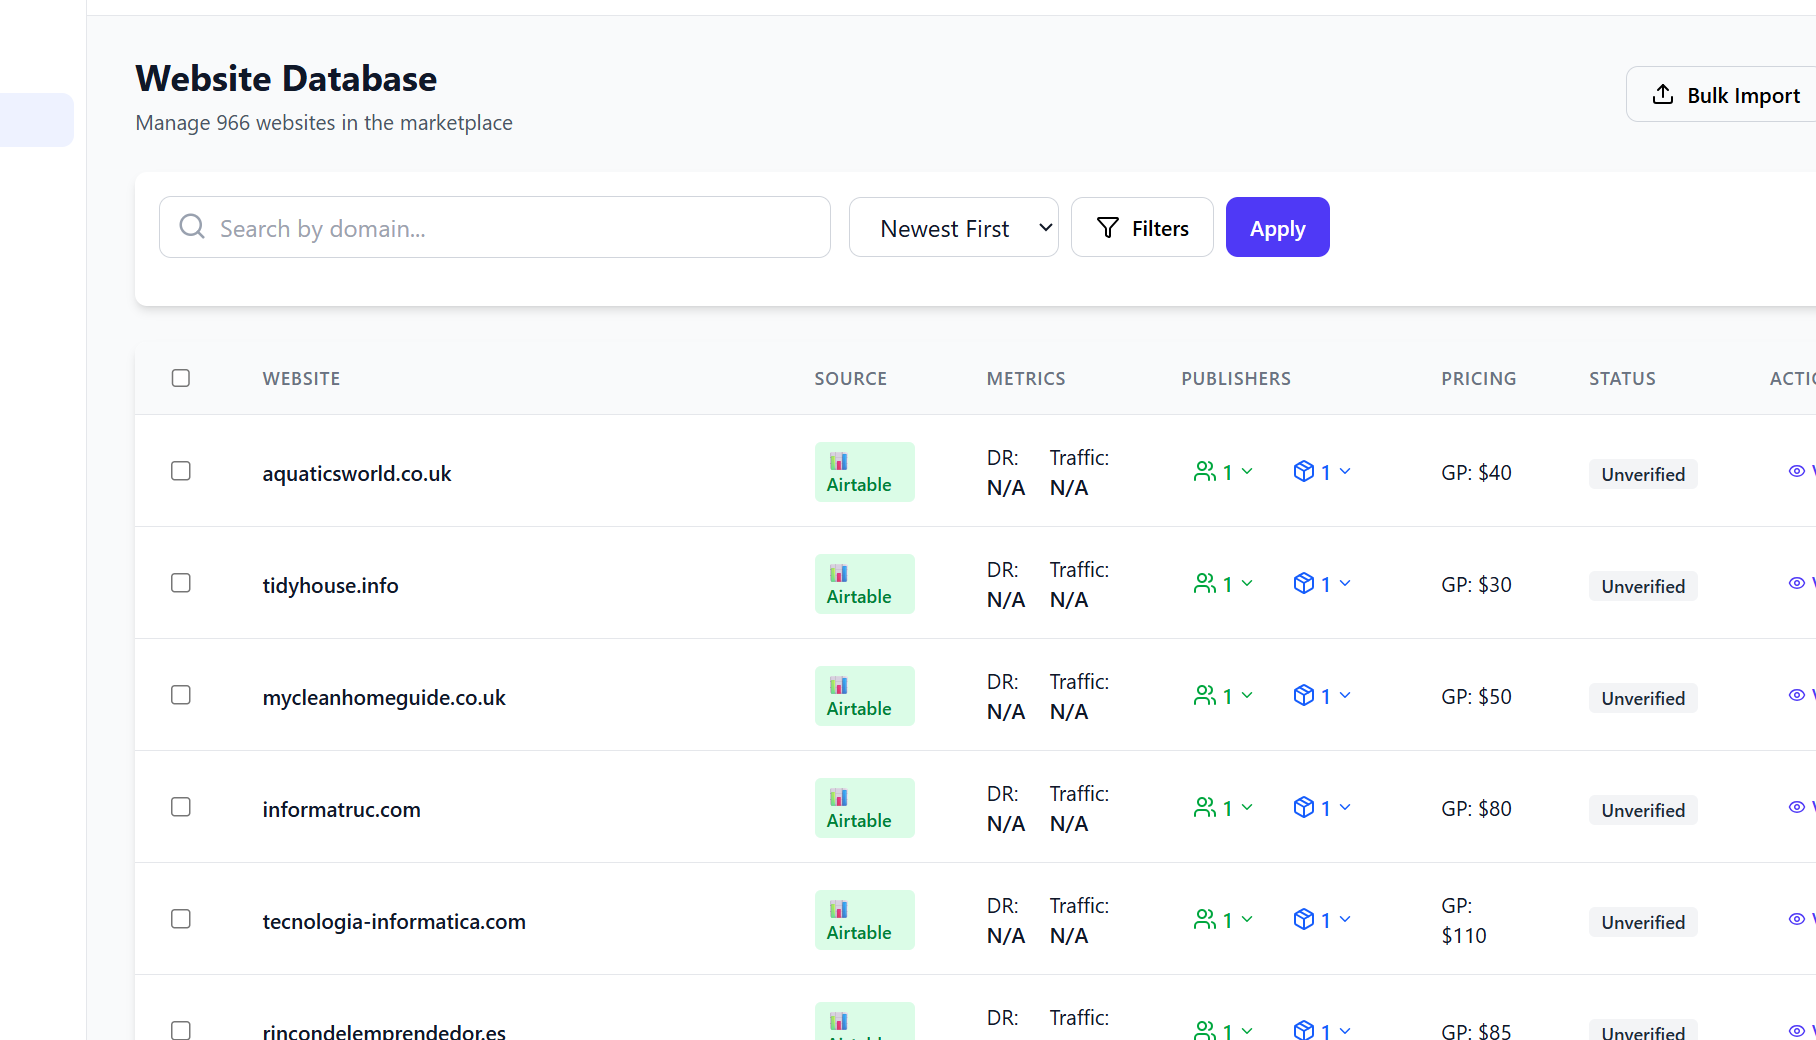 Website Database
Manage 966 websites in the marketplace
Bulk Import
Search by domain...
Newest First
Filters
Apply
WEBSITE SOURCE METRICS PUBLISHERS PRICING STATUS
aquaticsworld.co.uk Airtable DR: N/A Traffic: N/A 1 1 GP: $40 Unverified
tidyhouse.info Airtable DR: N/A Traffic: N/A 1 1 GP: $30 Unverified
mycleanhomeguide.co.uk Airtable DR: N/A Traffic: N/A 1 1 GP: $50 Unverified
informatruc.com Airtable DR: N/A Traffic: N/A 1 1 GP: $80 Unverified
tecnologia-informatica.com Airtable DR: N/A Traffic: N/A 1 1 GP: $110 Unverified
rincondelemprendedor.es DR: Traffic: 1 1 GP: $85 Unverified